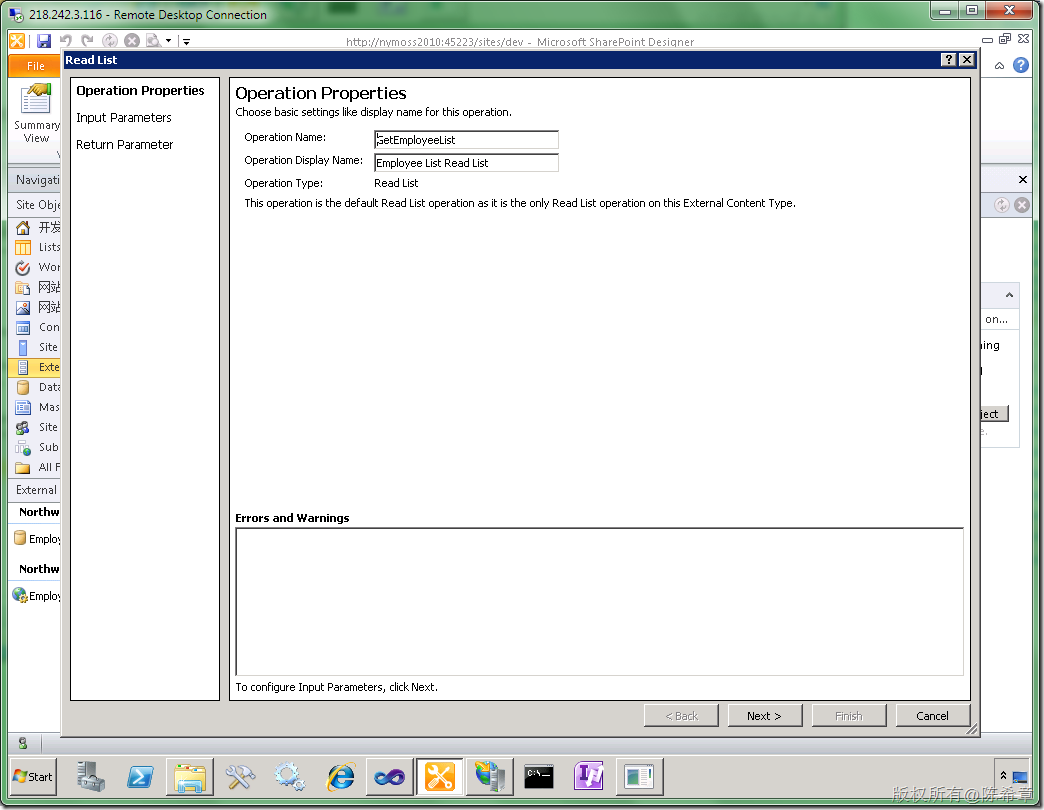 218.242.3.116 - Remote Desktop Connection
http://nymoss2010:45223/sites/dev - Microsoft SharePoint Designer
File
Read List
Summary
View
Operation Properties
Input Parameters
Return Parameter
Operation Properties
Choose basic settings like display name for this operation.
Operation Name:
GetEmployeeList
Operation Display Name:
Employee List Read List
Operation Type:
Read List
This operation is the default Read List operation as it is the only Read List operation on this External Content Type.
Navigati
Site Obje
开发
Lists
Wor
网站
网站
Con
Site
Exte
Data
Mas
Site
Sub
All F
External
Northw
Employ
Northw
Employ
on...
ning
ject
e.
Errors and Warnings
To configure Input Parameters, click Next.
< Back
Next >
Finish
Cancel
Start
C:\_
版权所有@陈希章